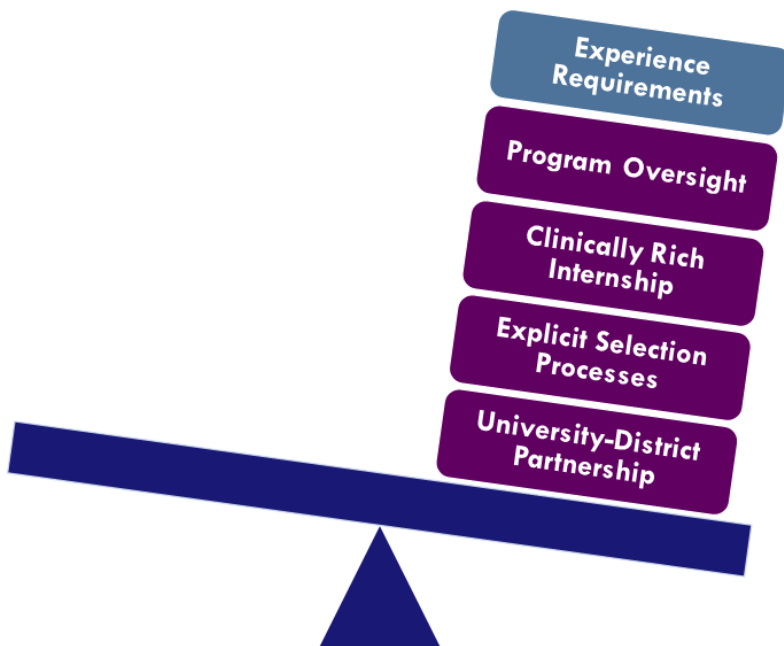 Experience
Requirements
Program Oversight
Clinically Rich
Internship
Explicit Selection
Processes
University-District
Partnership